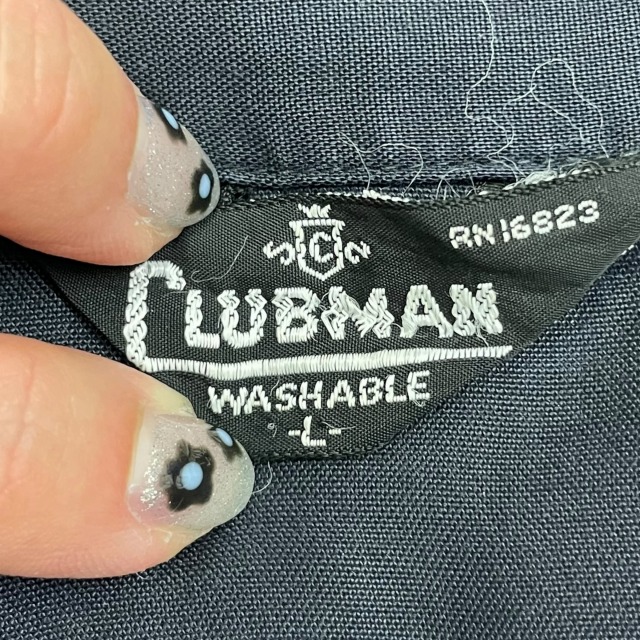 C
RN 16823
CLUBMAN
WASHABLE
-L-